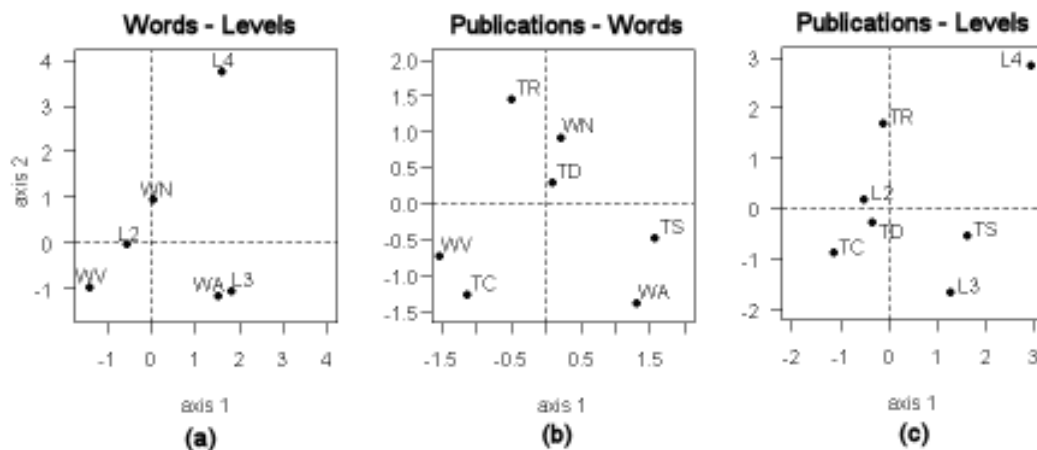 Words - Levels
Publications - Words
Publications - Levels
4
3
2
1
0
-1
axis 2
L4
WN
L2
WV
WA
L3
-1
0
1
2
3
4
axis 1
(a)
2.0
1.5
1.0
0.5
0.0
-0.5
-1.0
-1.5
TR
WN
TD
TS
WV
TC
WA
-1.5
-0.5
0.5
1.5
axis 1
(b)
3
2
1
0
-1
-2
L4
TR
L2
TD
TS
TC
L3
-2
-1
0
1
2
3
axis 1
(c)